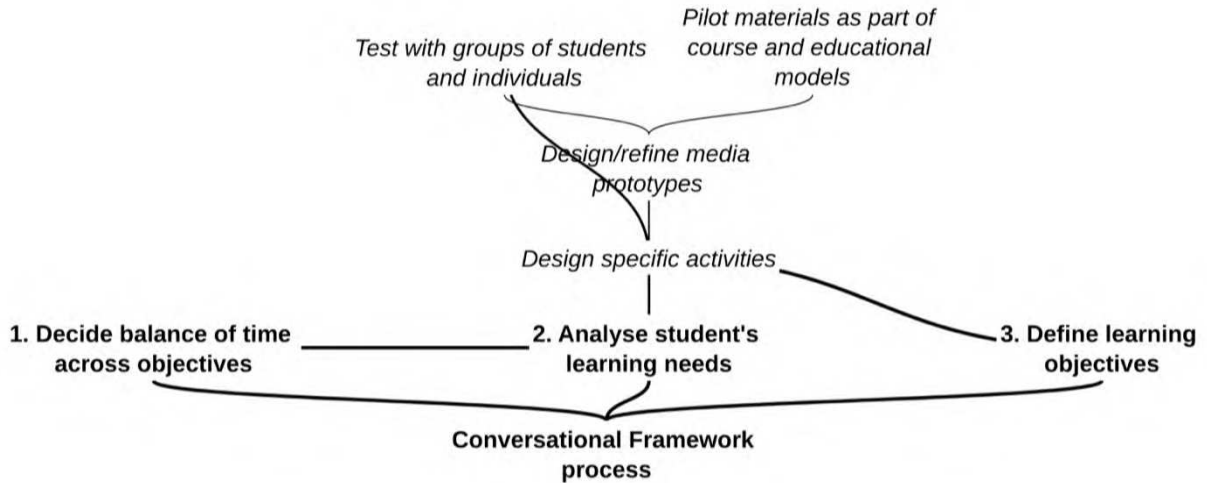 Pilot materials as part of
course and educational
models
Test with groups of students
and individuals
Design/refine media
prototypes
Design specific activities
1. Decide balance of time
across objectives
2. Analyse student's
learning needs
3. Define learning
objectives
Conversational Framework
process